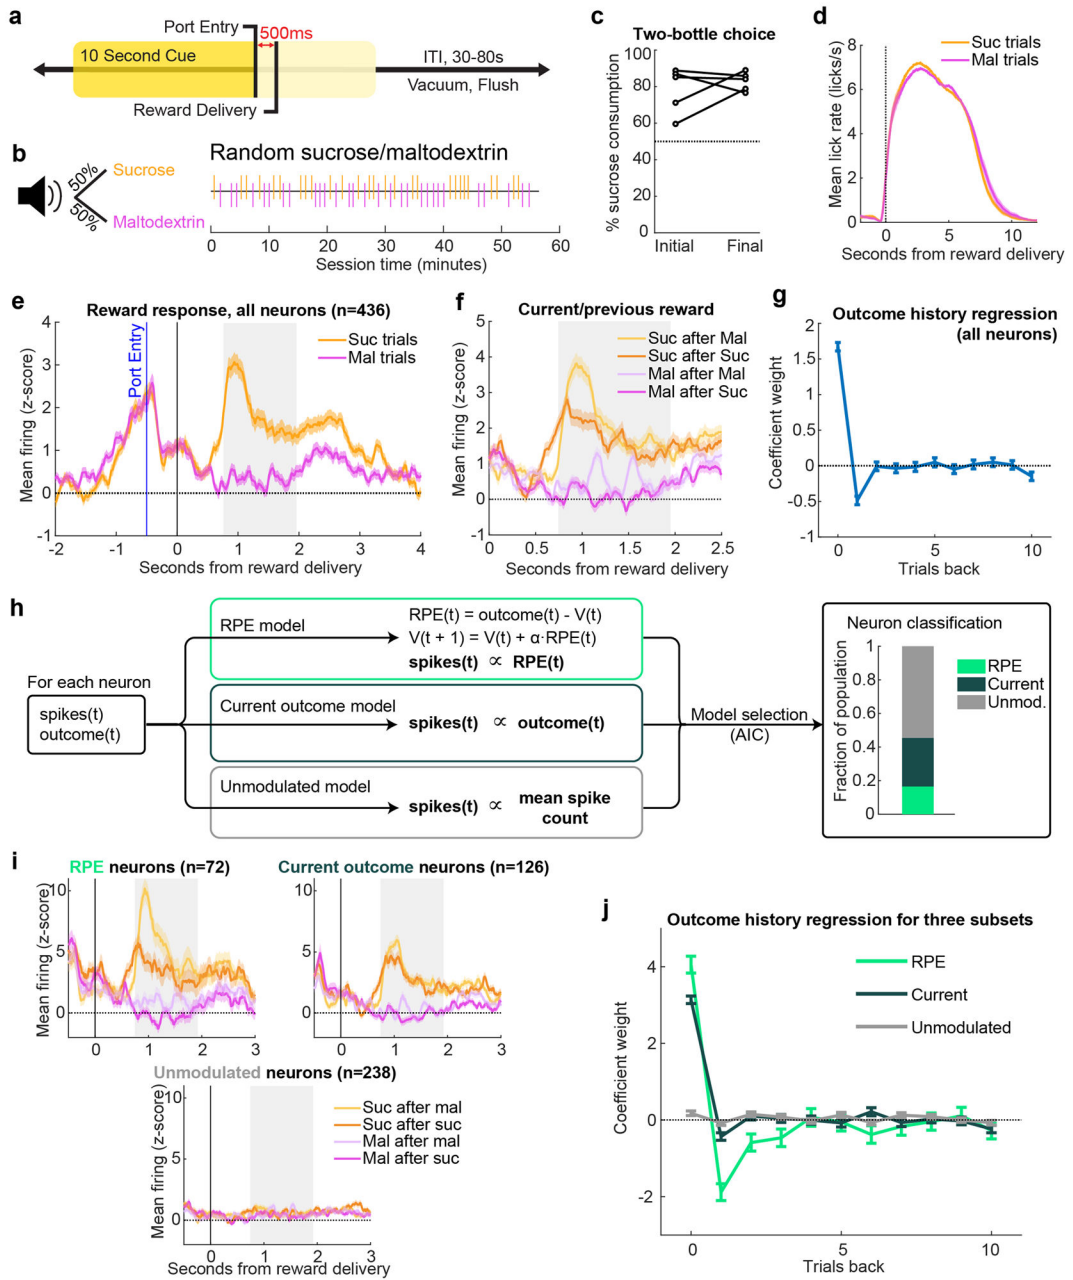 a
Port Entry
500ms
10 Second Cue
ITI, 30-80s
Vacuum, Flush
Reward Delivery
b
50%
50%
Sucrose
Maltodextrin
Random sucrose/maltodextrin
0 10 20 30 40 50 60
Session time (minutes)
c
Two-bottle choice
% sucrose consumption
100
80
60
40
20
0
Initial Final
d
Suc trials
Mal trials
Mean lick rate (licks/s)
8
6
4
2
0
0 5 10
Seconds from reward delivery
e
Reward response, all neurons (n=436)
Suc trials
Mal trials
Port Entry
Mean firing (z-score)
4
3
2
1
0
-1
-2 -1 0 1 2 3 4
Seconds from reward delivery
f
Current/previous reward
Suc after Mal
Suc after Suc
Mal after Mal
Mal after Suc
Mean firing (z-score)
5
4
3
2
1
0
-1
0 0.5 1 1.5 2 2.5
Seconds from reward delivery
g
Outcome history regression
(all neurons)
Coefficient weight
2
1.5
1
0.5
0
-0.5
-1
0 5 10
Trials back
h
For each neuron
spikes(t)
outcome(t)
RPE model
RPE(t) = outcome(t) - V(t)
V(t + 1) = V(t) + α·RPE(t)
spikes(t) ∝ RPE(t)
Current outcome model
spikes(t) ∝ outcome(t)
Unmodulated model
spikes(t) ∝ mean spike
count
Model selection
(AIC)
Neuron classification
Fraction of population
1
0.8
0.6
0.4
0.2
0
RPE
Current
Unmod.
i
RPE neurons (n=72)
Mean firing (z-score)
10
5
0
0 1 2 3
Current outcome neurons (n=126)
10
5
0
0 1 2 3
Unmodulated neurons (n=238)
Mean firing (z-score)
10
5
0
0 1 2 3
Seconds from reward delivery
Suc after mal
Suc after suc
Mal after mal
Mal after suc
j
Outcome history regression for three subsets
RPE
Current
Unmodulated
Coefficient weight
4
2
0
-2
0 5 10
Trials back